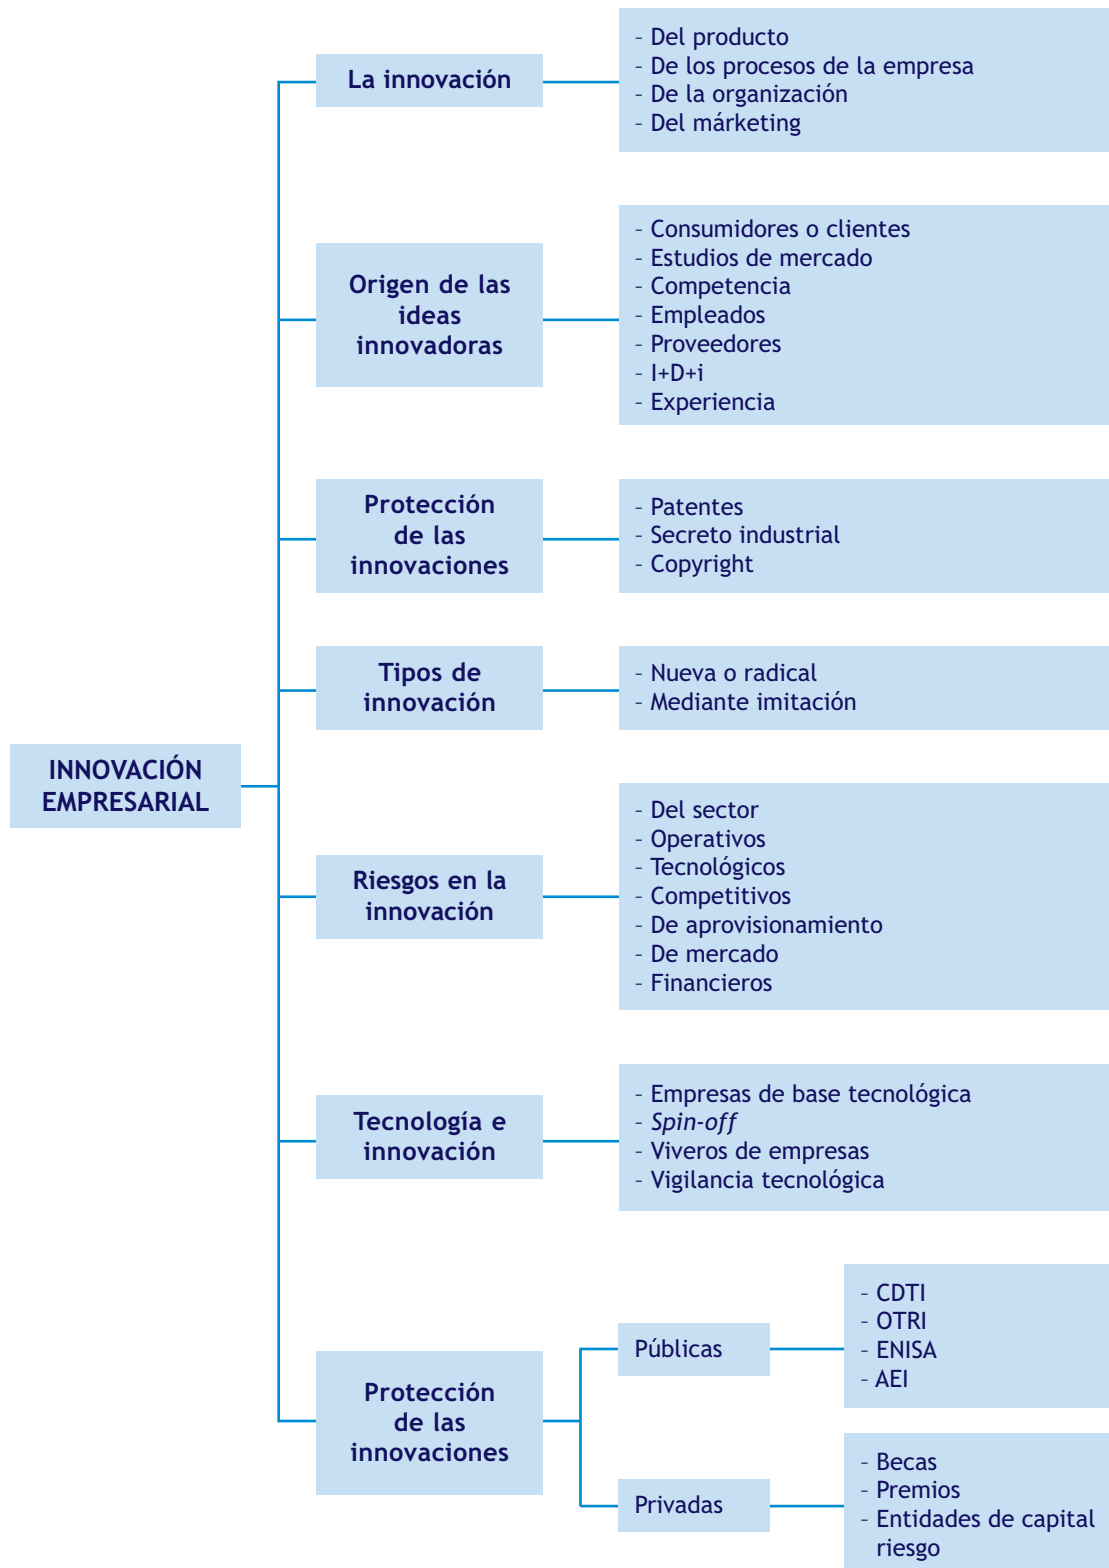 La innovación
- Del producto
- De los procesos de la empresa
- De la organización
- Del márketing
Origen de las
ideas
innovadoras
- Consumidores o clientes
- Estudios de mercado
- Competencia
- Empleados
- Proveedores
- I+D+i
- Experiencia
Protección
de las
innovaciones
- Patentes
- Secreto industrial
- Copyright
Tipos de
innovación
- Nueva o radical
- Mediante imitación
INNOVACIÓN
EMPRESARIAL
Riesgos en la
innovación
- Del sector
- Operativos
- Tecnológicos
- Competitivos
- De aprovisionamiento
- De mercado
- Financieros
Tecnología e
innovación
- Empresas de base tecnológica
- Spin-off
- Viveros de empresas
- Vigilancia tecnológica
Protección
de las
innovaciones
Públicas
- CDTI
- OTRI
- ENISA
- AEI
Privadas
- Becas
- Premios
- Entidades de capital
riesgo